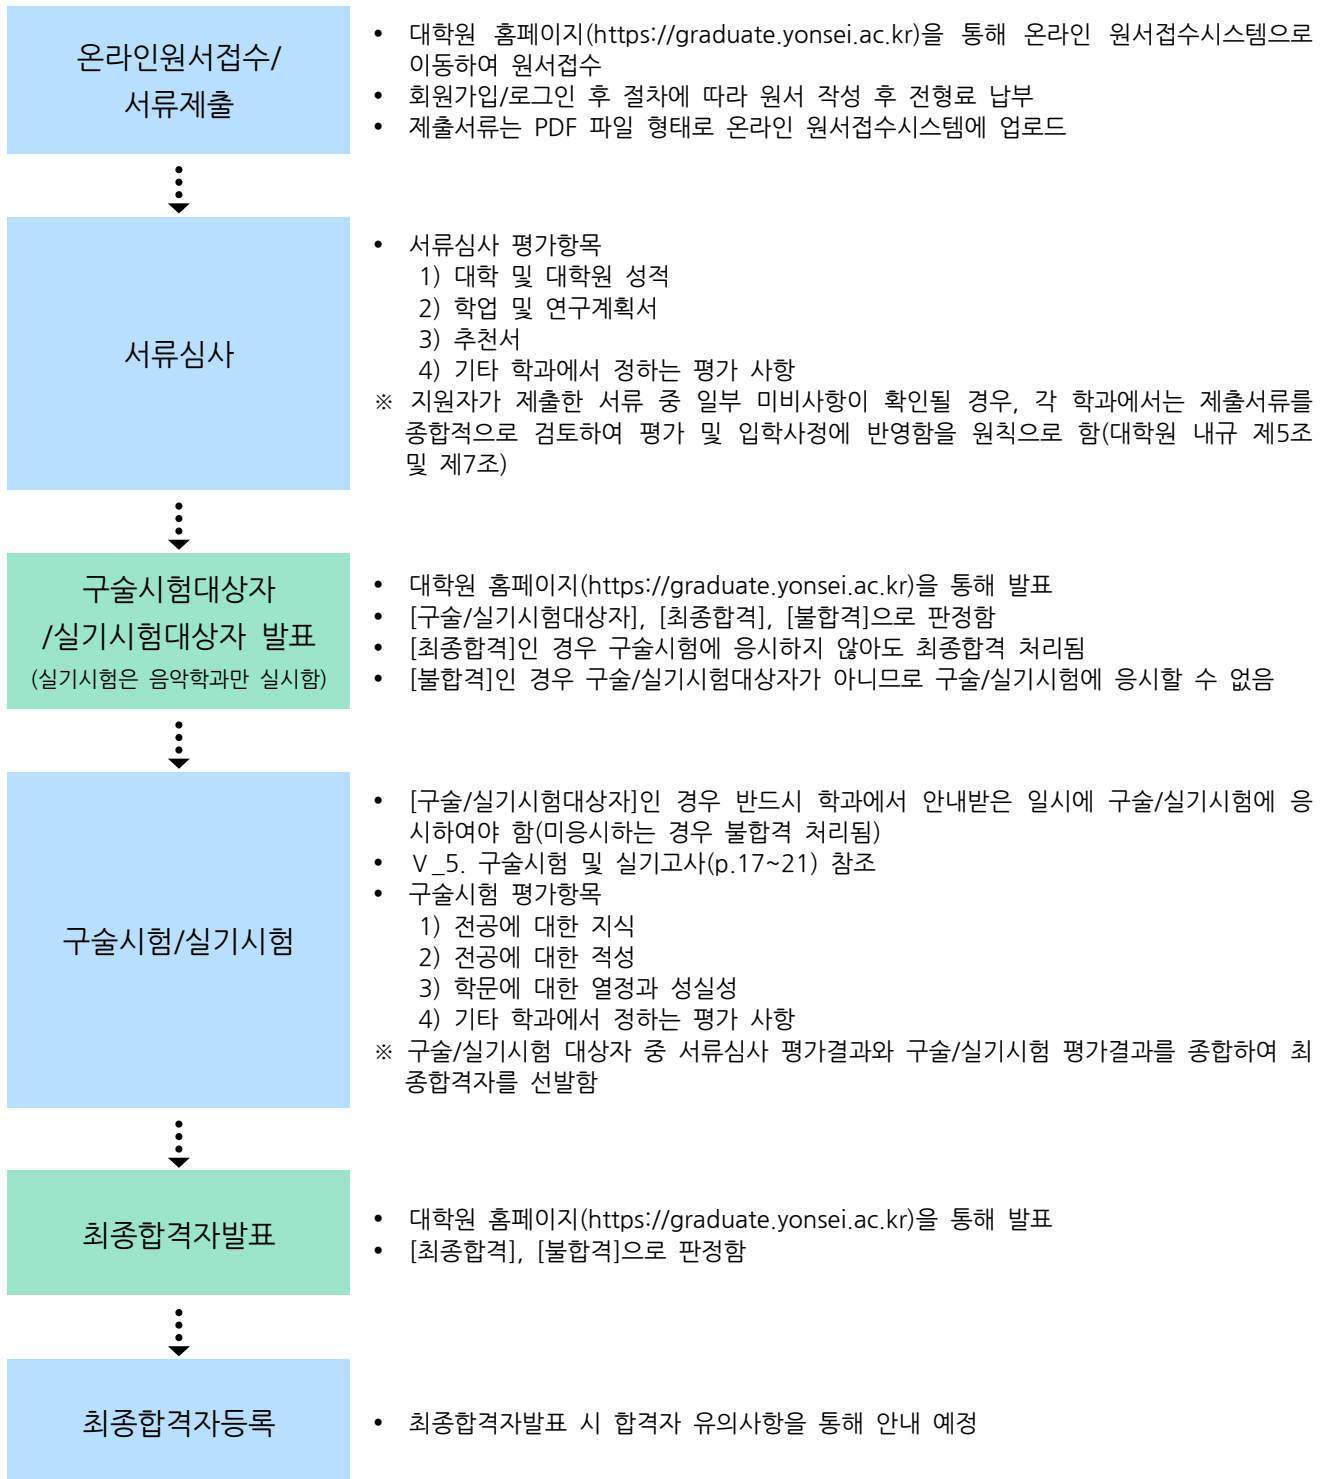 온라인원서접수/
서류제출
• 대학원 홈페이지(https://graduate.yonsei.ac.kr)을 통해 온라인 원서접수시스템으로
이동하여 원서접수
• 회원가입/로그인 후 절차에 따라 원서 작성 후 전형료 납부
• 제출서류는 PDF 파일 형태로 온라인 원서접수시스템에 업로드
서류심사
• 서류심사 평가항목
1) 대학 및 대학원 성적
2) 학업 및 연구계획서
3) 추천서
4) 기타 학과에서 정하는 평가 사항
※ 지원자가 제출한 서류 중 일부 미비사항이 확인될 경우, 각 학과에서는 제출서류를
종합적으로 검토하여 평가 및 입학사정에 반영함을 원칙으로 함(대학원 내규 제5조
및 제7조)
구술시험대상자
/실기시험대상자 발표
(실기시험은 음악학과만 실시함)
• 대학원 홈페이지(https://graduate.yonsei.ac.kr)을 통해 발표
• [구술/실기시험대상자], [최종합격], [불합격]으로 판정함
• [최종합격]인 경우 구술시험에 응시하지 않아도 최종합격 처리됨
• [불합격]인 경우 구술/실기시험대상자가 아니므로 구술/실기시험에 응시할 수 없음
구술시험/실기시험
• [구술/실기시험대상자]인 경우 반드시 학과에서 안내받은 일시에 구술/실기시험에 응
시하여야 함(미응시하는 경우 불합격 처리됨)
• Ⅴ_5. 구술시험 및 실기고사(p.17~21) 참조
• 구술시험 평가항목
1) 전공에 대한 지식
2) 전공에 대한 적성
3) 학문에 대한 열정과 성실성
4) 기타 학과에서 정하는 평가 사항
※ 구술/실기시험 대상자 중 서류심사 평가결과와 구술/실기시험 평가결과를 종합하여 최
종합격자를 선발함
최종합격자발표
• 대학원 홈페이지(https://graduate.yonsei.ac.kr)을 통해 발표
• [최종합격], [불합격]으로 판정함
최종합격자등록
• 최종합격자발표 시 합격자 유의사항을 통해 안내 예정